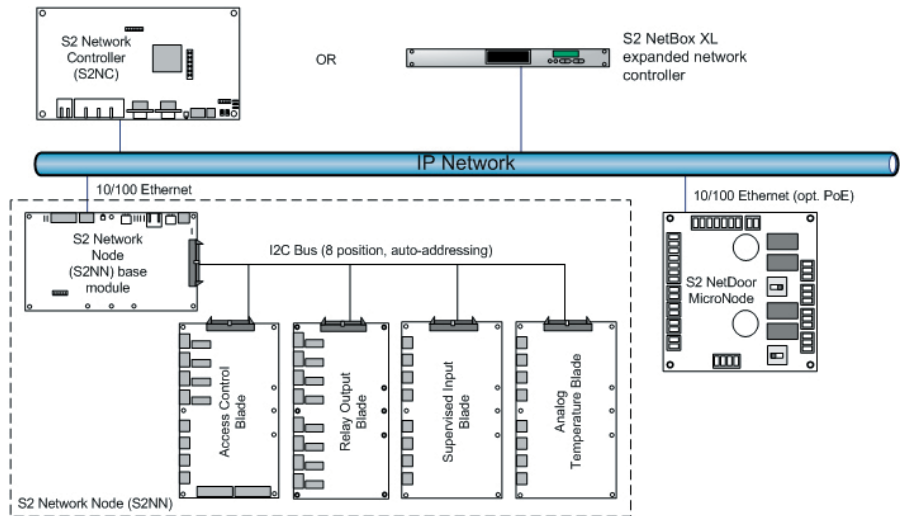 S2 Network
Controller
(S2NC)
OR
S2 NetBox XL
expanded network
controller
IP Network
10/100 Ethernet
10/100 Ethernet (opt. PoE)
S2 Network
Node
(S2NN) base
module
I2C Bus (8 position, auto-addressing)
S2 NetDoor
MicroNode
Access Control
Blade
Relay Output
Blade
Supervised Input
Blade
Analog
Temperature Blade
S2 Network Node (S2NN)